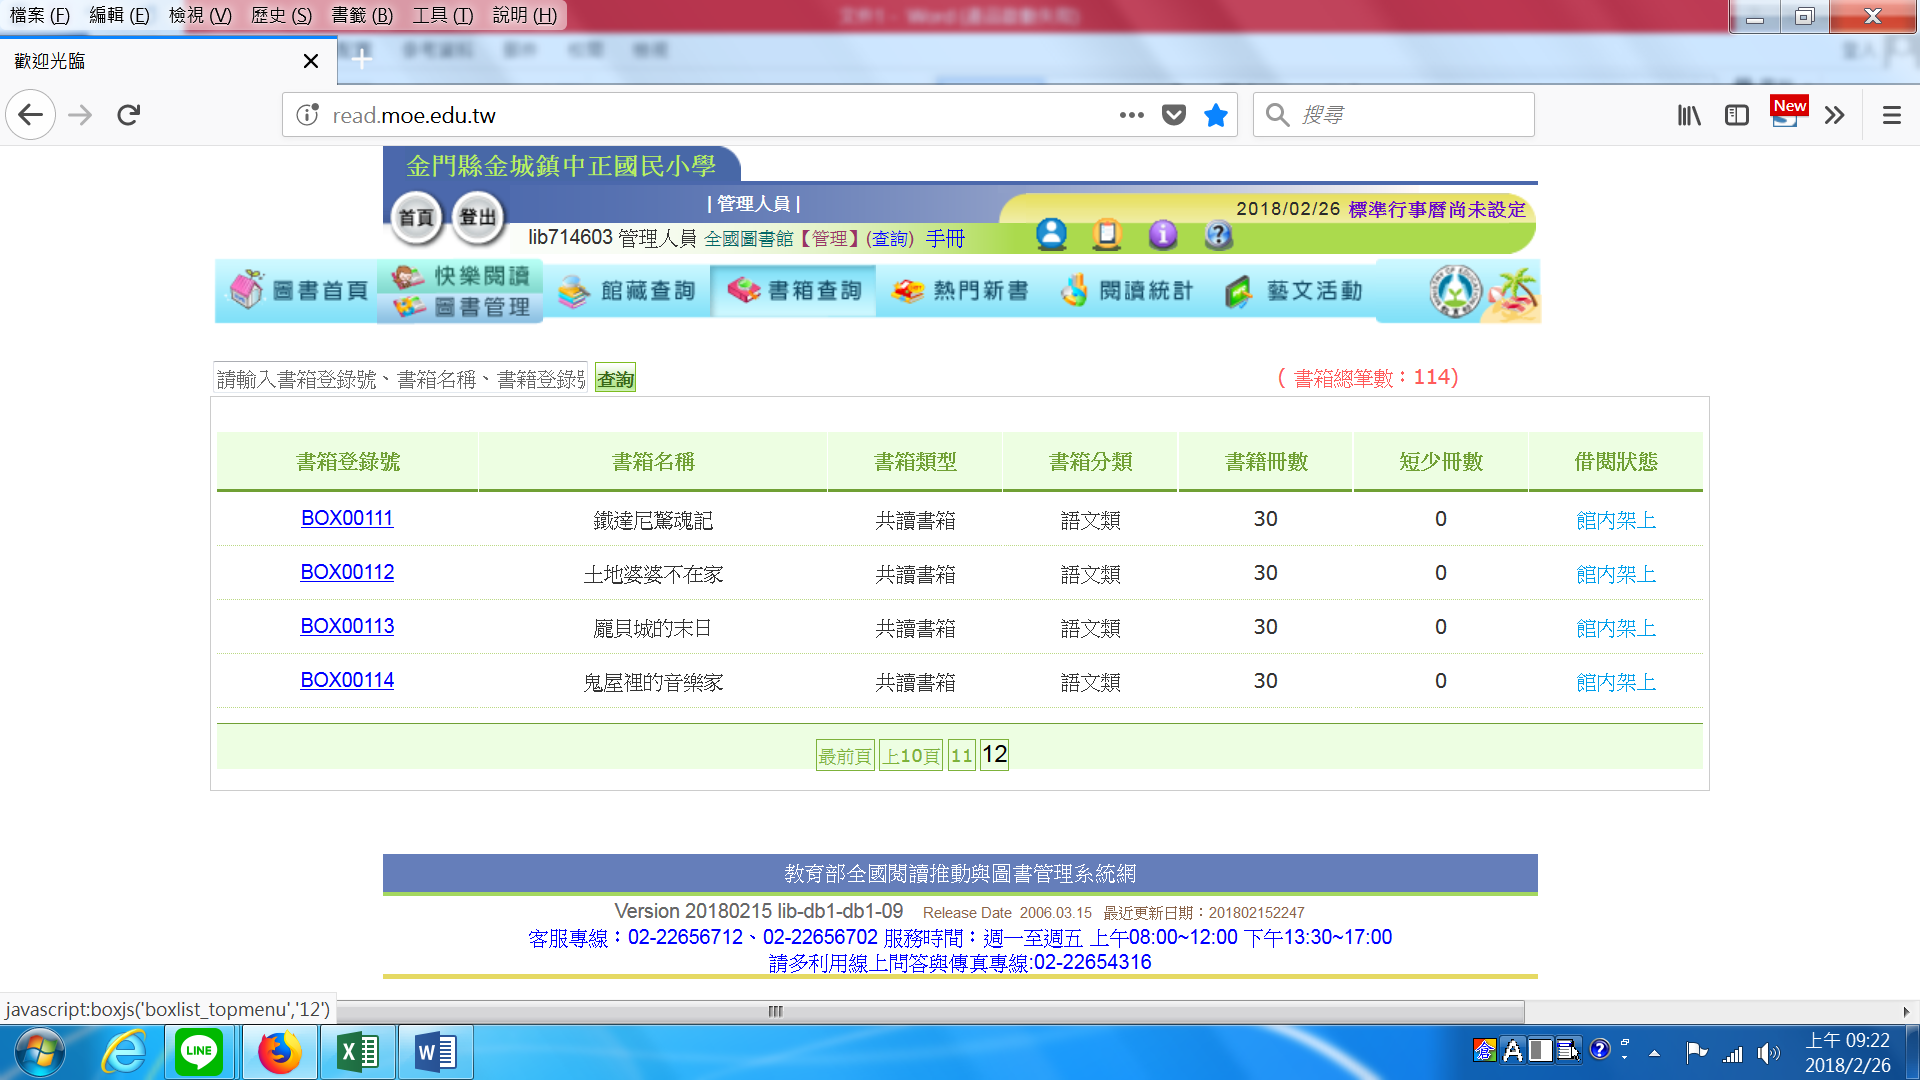 檔案 (F) 編輯 (E) 檢視 (V) 歷史 (S) 書籤 (B) 工具 (T) 說明 (H)
歡迎光臨
read.moe.edu.tw
搜尋
New
金門縣金城鎮中正國民小學
首頁 登出
| 管理人員 |
2018/02/26 標準行事曆尚未設定
lib714603 管理人員 全國圖書館【管理】(查詢) 手冊
圖書首頁 快樂閱讀 圖書管理 館藏查詢 書箱查詢 熱門新書 閱讀統計 藝文活動
請輸入書箱登錄號、書箱名稱、書籍登錄號 查詢
( 書箱總筆數：114)
書箱登錄號 書箱名稱 書箱類型 書箱分類 書籍冊數 短少冊數 借閱狀態
BOX00111 鐵達尼驚魂記 共讀書箱 語文類 30 0 館內架上
BOX00112 土地婆婆不在家 共讀書箱 語文類 30 0 館內架上
BOX00113 龐貝城的末日 共讀書箱 語文類 30 0 館內架上
BOX00114 鬼屋裡的音樂家 共讀書箱 語文類 30 0 館內架上
最前頁 上10頁 11 12
教育部全國閱讀推動與圖書管理系統網
Version 20180215 lib-db1-db1-09 Release Date 2006.03.15 最近更新日期：201802152247
客服專線：02-22656712、02-22656702 服務時間：週一至週五 上午08:00~12:00 下午13:30~17:00
請多利用線上問答與傳真專線:02-22654316
javascript:boxjs('boxlist_topmenu','12')
LINE
上午 09:22
2018/2/26